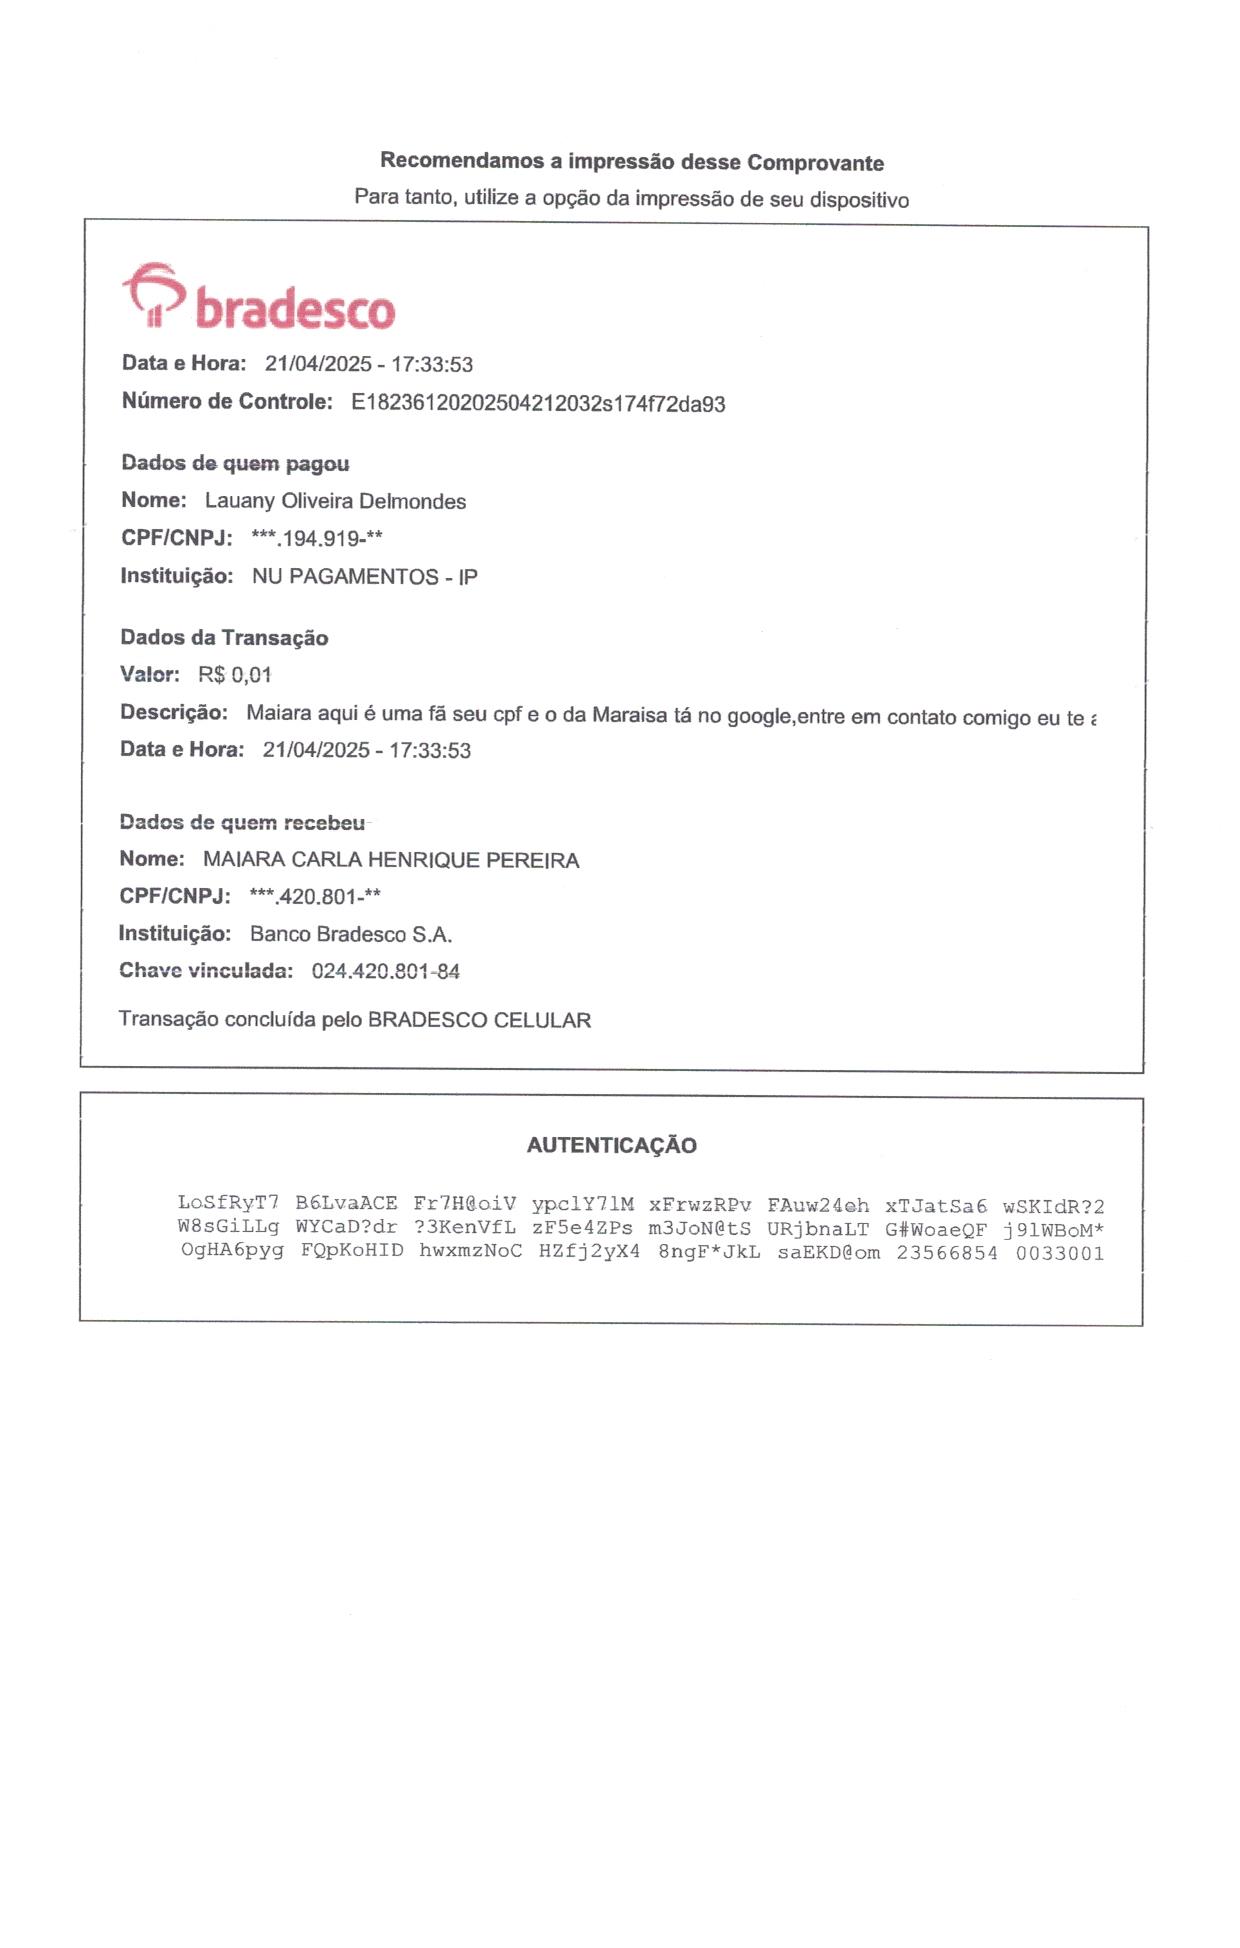 Recomendamos a impressão desse Comprovante
Para tanto, utilize a opção da impressão de seu dispositivo
bradesco
Data e Hora: 21/04/2025 - 17:33:53
Número de Controle: E18236120202504212032s174f72da93
Dados de quem pagou
Nome: Lauany Oliveira Delmondes
CPF/CNPJ: ***.194.919-**
Instituição: NU PAGAMENTOS - IP
Dados da Transação
Valor: R$ 0,01
Descrição: Maiara aqui é uma fã seu cpf e o da Maraisa tá no google,entre em contato comigo eu te
Data e Hora: 21/04/2025 - 17:33:53
Dados de quem recebeu
Nome: MAIARA CARLA HENRIQUE PEREIRA
CPF/CNPJ: ***.420.801-**
Instituição: Banco Bradesco S.A.
Chave vinculada: 024.420.801-84
Transação concluída pelo BRADESCO CELULAR
AUTENTICAÇÃO
LoSfRyT7 B6LvaACE Fr7H@oiV ypclY7lM xFrwzRPv FAuw24eh xTJatSa6 wSKIdR?2
W8sGiLLg WYCaD?dr ?3KenVfL zF5e4ZPs m3JoN@tS URjbnaLT G#WoaeQF j9lWBoM*
OgHA6pyg FQpKoHID hwxmzNoC HZfj2yX4 8ngF*JkL saEKD@om 23566854 0033001